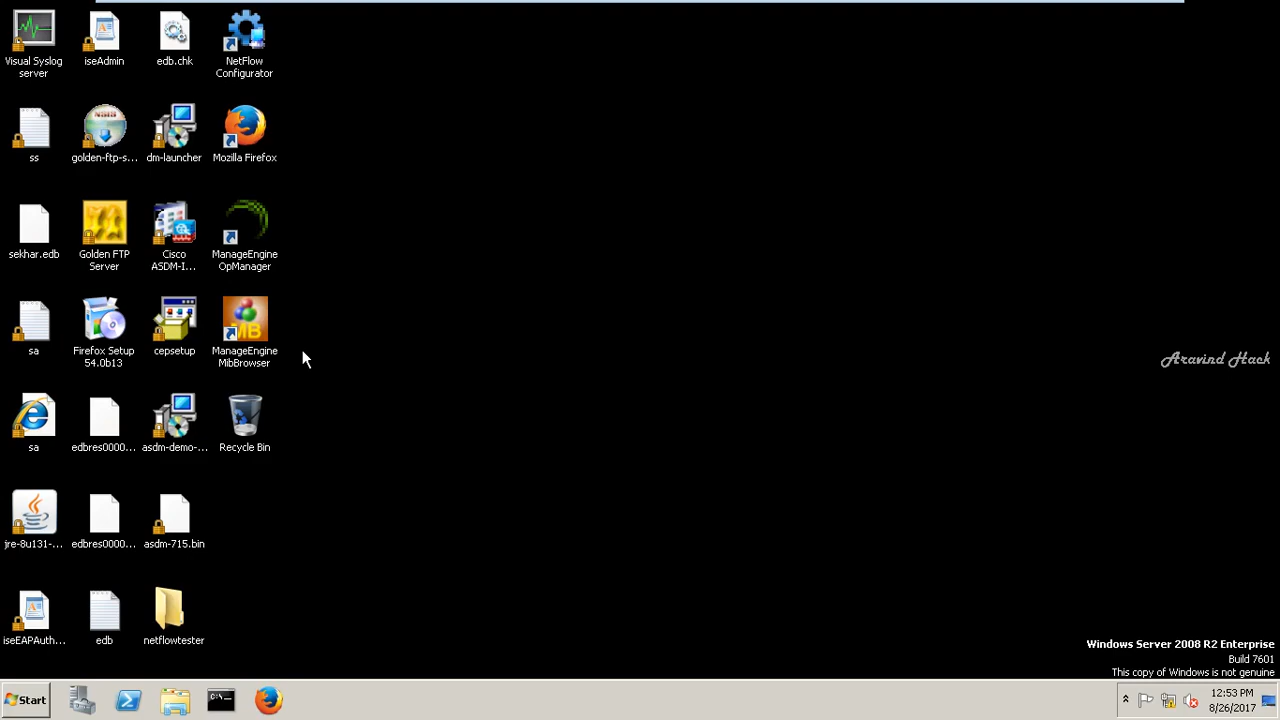 Visual Syslog
server
iseAdmin
edb.chk
NetFlow
Configurator
ss
golden-ftp-s...
dm-launcher
Mozilla Firefox
sekhar.edb
Golden FTP
Server
Cisco
ASDM-I...
ManageEngine
OpManager
sa
Firefox Setup
54.0b13
cepsetup
ManageEngine
MibBrowser
sa
edbres0000...
asdm-demo-...
Recycle Bin
jre-8u131-...
edbres0000...
asdm-715.bin
iseEAPAuth...
edb
netflowtester
Aravind Hack
Windows Server 2008 R2 Enterprise
Build 7601
This copy of Windows is not genuine
Start
12:53 PM
8/26/2017